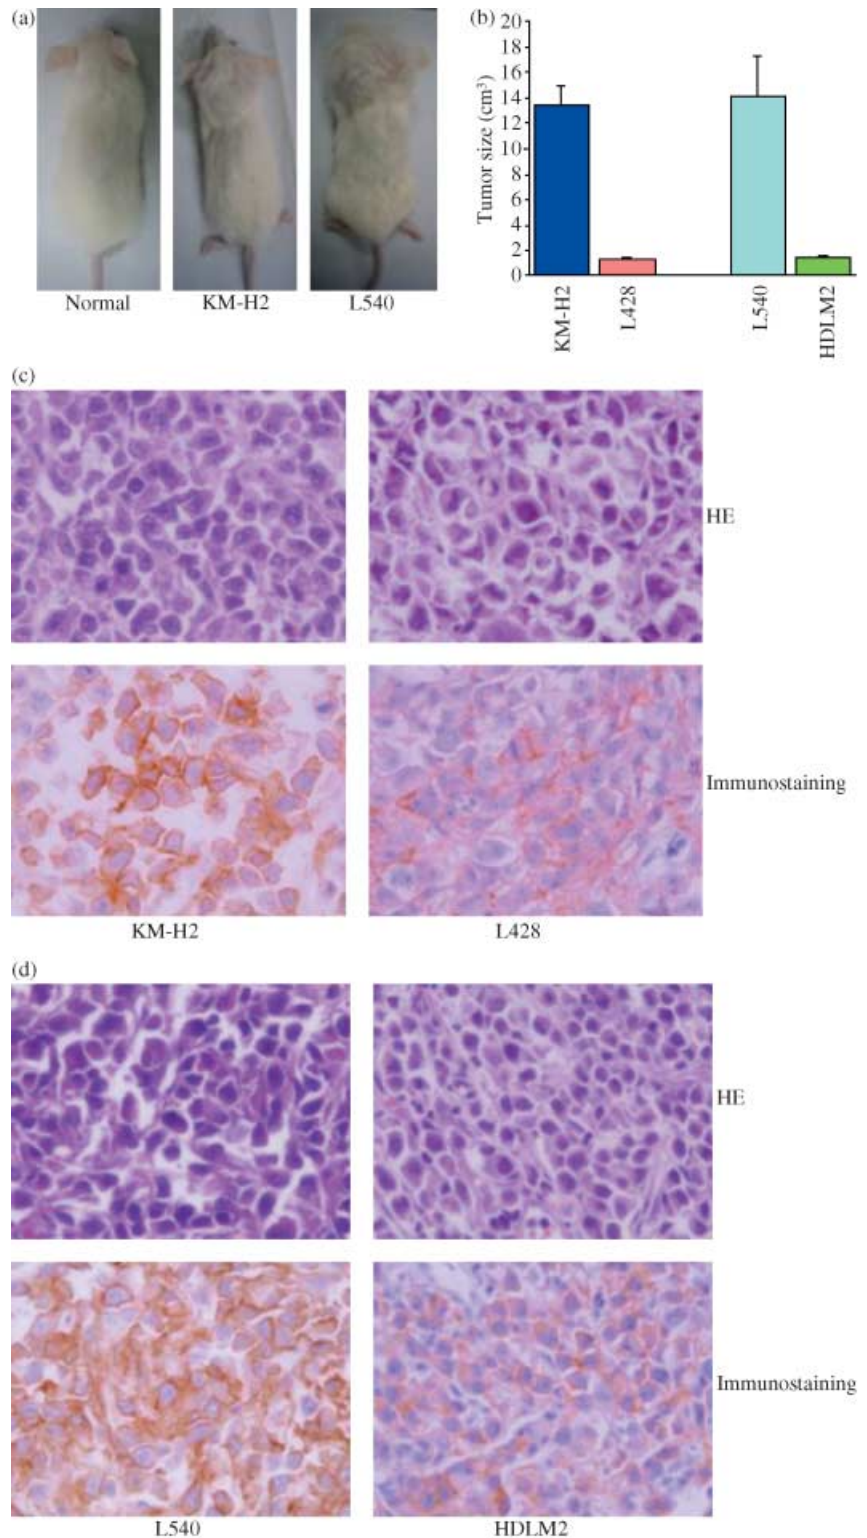 (a)
Normal
KM-H2
L540
(b)
Tumor size (cm³)
20
18
16
14
12
10
8
6
4
2
0
KM-H2
L428
L540
HDLM2
(c)
HE
Immunostaining
KM-H2
L428
(d)
HE
Immunostaining
L540
HDLM2